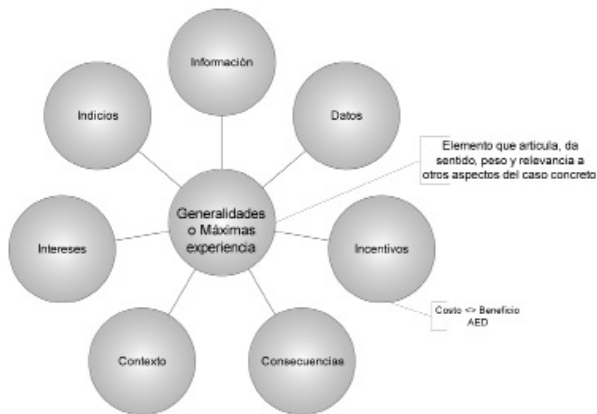 Información
Indicios
Datos
Elemento que articula, da
sentido, peso y relevancia a
otros aspectos del caso concreto
Generalidades
o Máximas
experiencia
Intereses
Incentivos
Costo <> Beneficio
AED
Contexto
Consecuencias